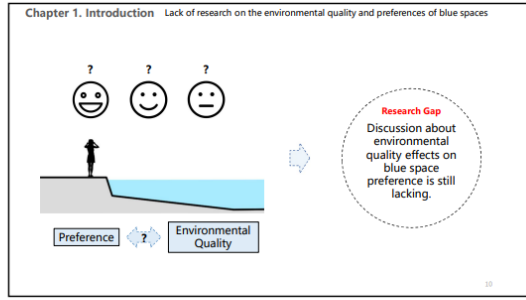 Chapter 1. Introduction Lack of research on the environmental quality and preferences of blue spaces
? ? ?
Research Gap
Discussion about
environmental
quality effects on
blue space
preference is still
lacking.
Preference ? Environmental
Quality
10